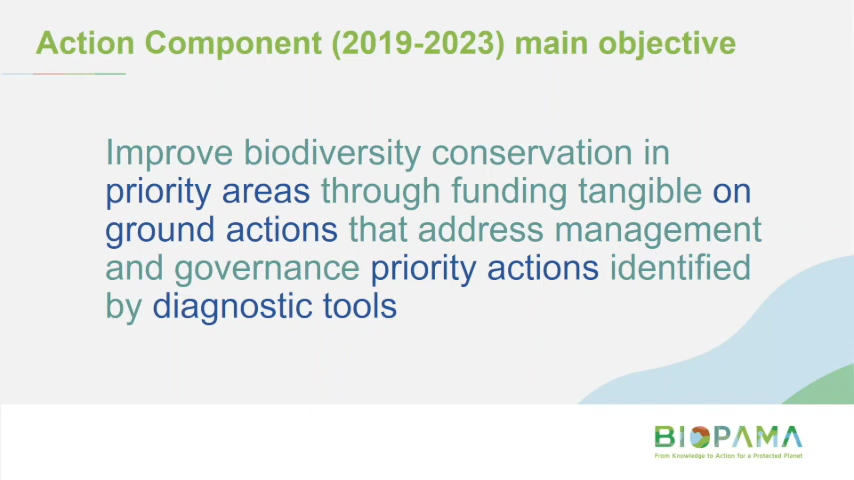 Action Component (2019-2023) main objective
Improve biodiversity conservation in
priority areas through funding tangible on
ground actions that address management
and governance priority actions identified
by diagnostic tools
BIOPAMA
From Knowledge to Action for a Protected Planet